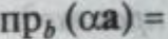 пр_b (αa) =